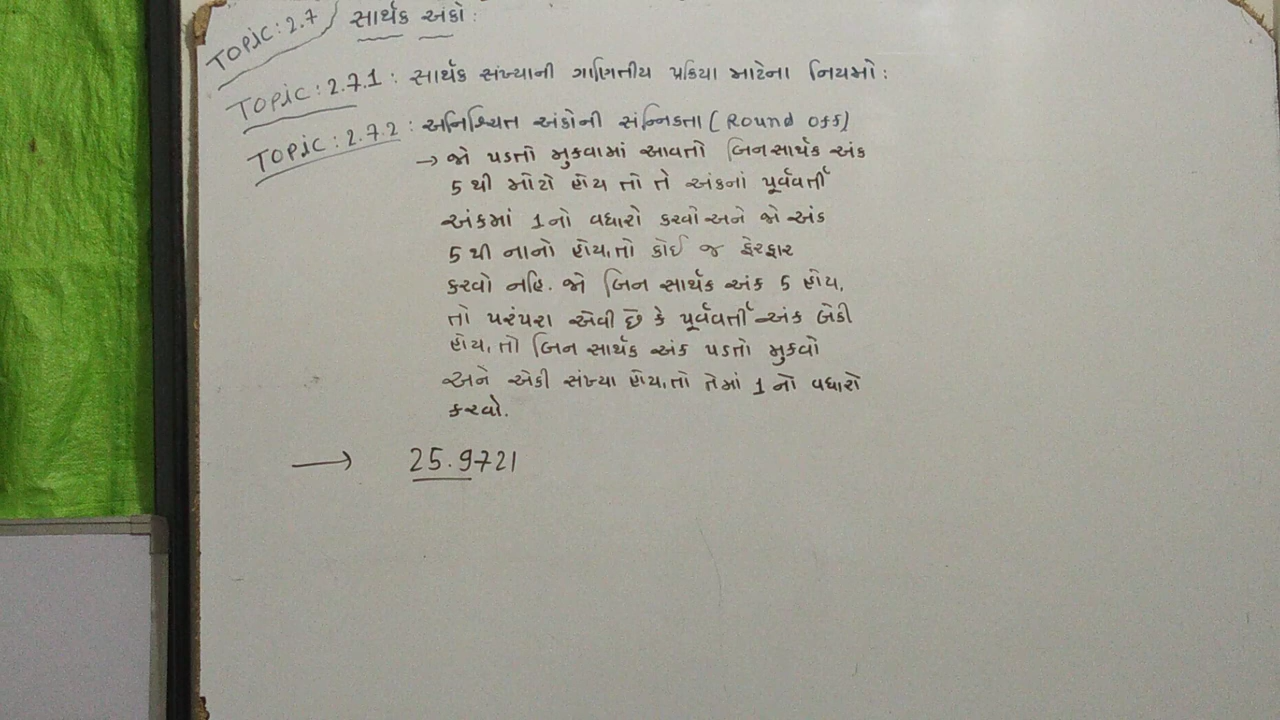 Topic: 2.7 સાર્થક અંકો:
Topic: 2.7.1: સાર્થક સંખ્યાની ગાણિતીય પ્રક્રિયા માટેના નિયમો:
Topic: 2.7.2: અનિશ્ચિત અંકોની સંન્નિકતા (Round off)
→ જો પડતો મુકવામાં આવતો બિનસાર્થક અંક
5 થી મોટો હોય તો તે અંકનાં પૂર્વવર્તી
અંકમાં 1નો વધારો કરવો અને જો અંક
5 થી નાનો હોય, તો કોઈ જ ફેરફાર
કરવો નહિ. જો બિન સાર્થક અંક 5 હોય,
તો પરંપરા એવી છે કે પૂર્વવર્તી અંક બેકી
હોય, તો બિન સાર્થક અંક પડતો મુકવો
અને એકી સંખ્યા હોય, તો તેમાં 1 નો વધારો
કરવો.
→ 25.9721